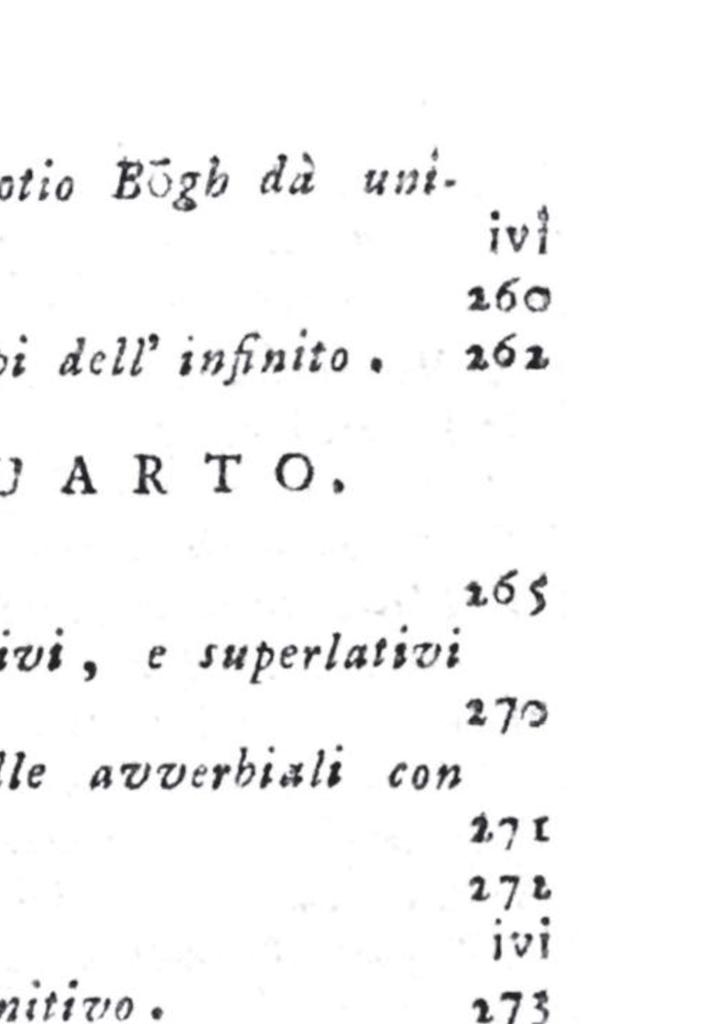 otio Bōgh dà uni-
ivi
260
pi dell' infinito . 262
U A R T O.
265
ivi , e superlativi
270
lle avverbiali con
271
272
ivi
nitivo . 273